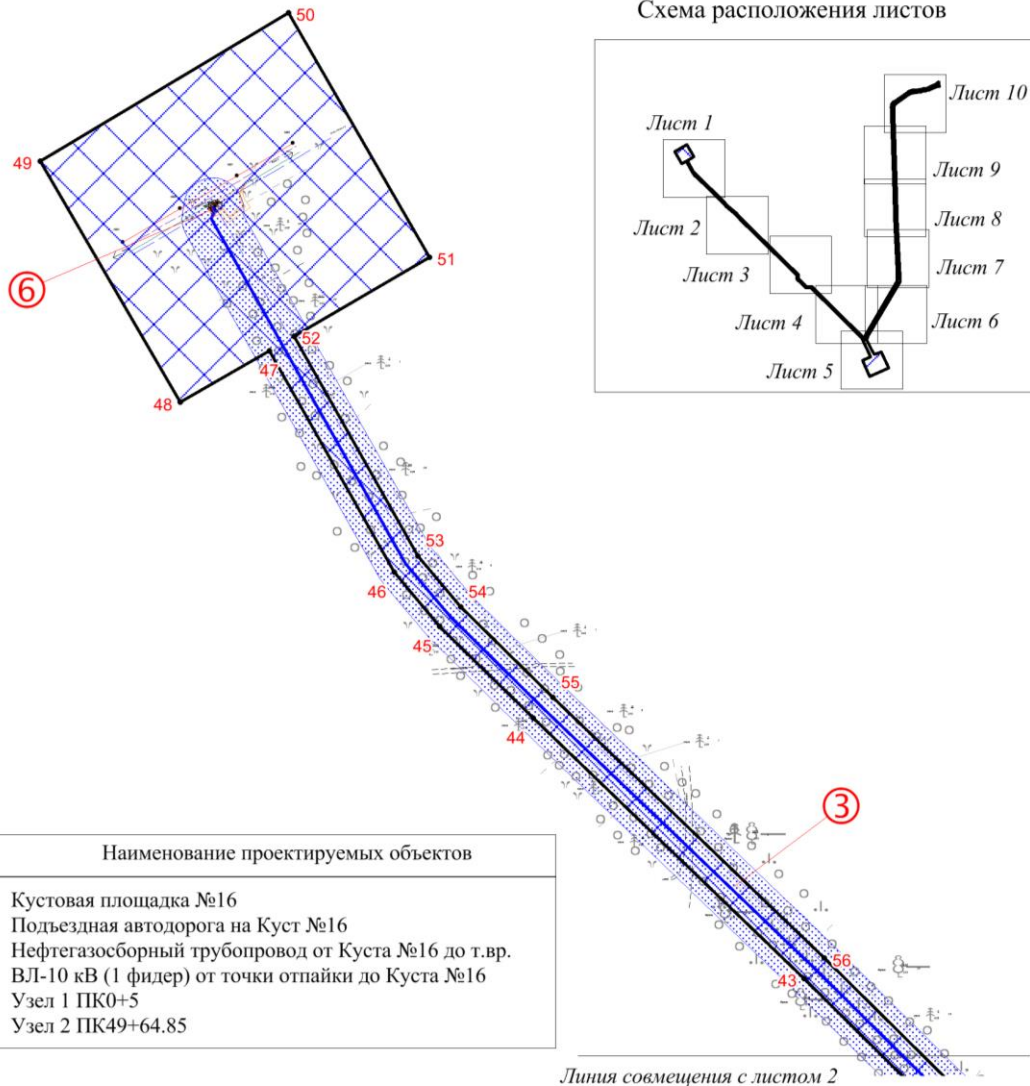 50
Схема расположения листов
Лист 10
Лист 1
49
Лист 9
Лист 2
Лист 8
51
Лист 3
Лист 7
6
Лист 4
Лист 6
52
47
Лист 5
48
53
46
54
45
55
44
3
Наименование проектируемых объектов
Кустовая площадка №16
Подъездная автодорога на Куст №16
Нефтегазосборный трубопровод от Куста №16 до т.вр.
ВЛ-10 кВ (1 фидер) от точки отпайки до Куста №16
Узел 1 ПК0+5
Узел 2 ПК49+64.85
56
43
Линия совмещения с листом 2